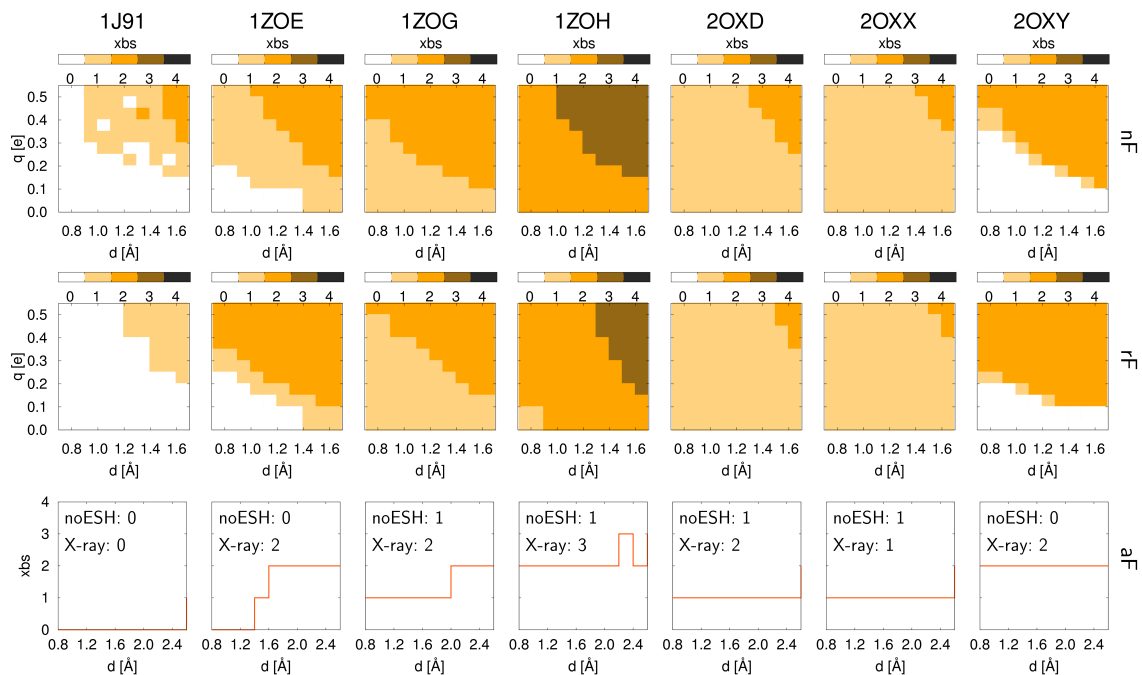 1J91 1ZOE 1ZOG 1ZOH 2OXD 2OXX 2OXY
xbs xbs xbs xbs xbs xbs xbs
0 1 2 3 4 0 1 2 3 4 0 1 2 3 4 0 1 2 3 4 0 1 2 3 4 0 1 2 3 4 0 1 2 3 4
0.5
0.4
0.3
0.2
0.1
0.0
q [e]
nF
0.8 1.0 1.2 1.4 1.6 0.8 1.0 1.2 1.4 1.6 0.8 1.0 1.2 1.4 1.6 0.8 1.0 1.2 1.4 1.6 0.8 1.0 1.2 1.4 1.6 0.8 1.0 1.2 1.4 1.6 0.8 1.0 1.2 1.4 1.6
d [Å] d [Å] d [Å] d [Å] d [Å] d [Å] d [Å]
0 1 2 3 4 0 1 2 3 4 0 1 2 3 4 0 1 2 3 4 0 1 2 3 4 0 1 2 3 4 0 1 2 3 4
0.5
0.4
0.3
0.2
0.1
0.0
q [e]
rF
0.8 1.0 1.2 1.4 1.6 0.8 1.0 1.2 1.4 1.6 0.8 1.0 1.2 1.4 1.6 0.8 1.0 1.2 1.4 1.6 0.8 1.0 1.2 1.4 1.6 0.8 1.0 1.2 1.4 1.6 0.8 1.0 1.2 1.4 1.6
d [Å] d [Å] d [Å] d [Å] d [Å] d [Å] d [Å]
4
3
2
1
0
xbs
noESH: 0 noESH: 0 noESH: 1 noESH: 1 noESH: 1 noESH: 1 noESH: 0
X-ray: 0 X-ray: 2 X-ray: 2 X-ray: 3 X-ray: 2 X-ray: 1 X-ray: 2
aF
0.8 1.2 1.6 2.0 2.4 0.8 1.2 1.6 2.0 2.4 0.8 1.2 1.6 2.0 2.4 0.8 1.2 1.6 2.0 2.4 0.8 1.2 1.6 2.0 2.4 0.8 1.2 1.6 2.0 2.4 0.8 1.2 1.6 2.0 2.4
d [Å] d [Å] d [Å] d [Å] d [Å] d [Å] d [Å]